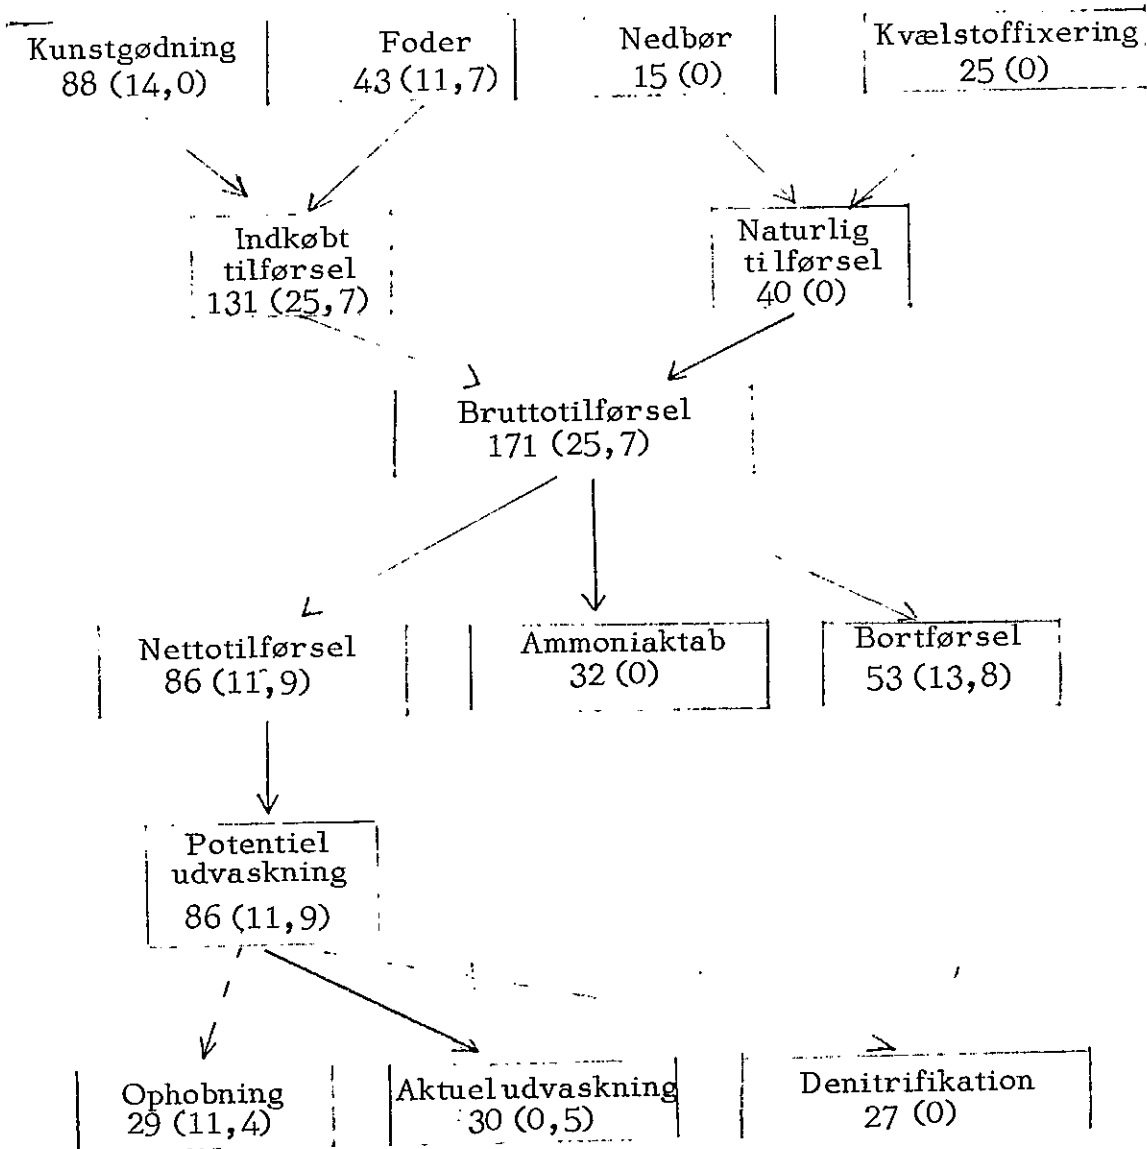 Kunstgødning
88 (14,0)
Foder
43 (11,7)
Nedbør
15 (0)
Kvælstoffixering
25 (0)
Indkøbt
tilførsel
131 (25,7)
Naturlig
tilførsel
40 (0)
Bruttotilførsel
171 (25,7)
Nettotilførsel
86 (11,9)
Ammoniaktab
32 (0)
Bortførsel
53 (13,8)
Potentiel
udvaskning
86 (11,9)
Ophobning
29 (11,4)
Aktuel udvaskning
30 (0,5)
Denitrifikation
27 (0)